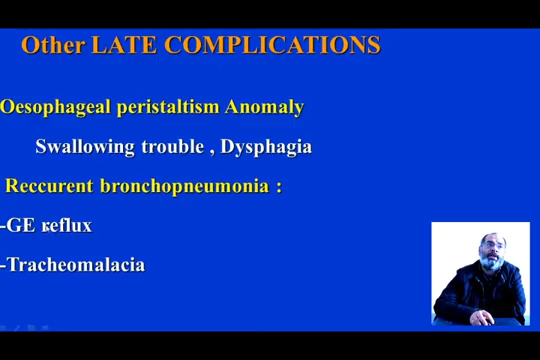 Other LATE COMPLICATIONS
Oesophageal peristaltism Anomaly
Swallowing trouble , Dysphagia
Reccurent bronchopneumonia :
-GE reflux
-Tracheomalacia